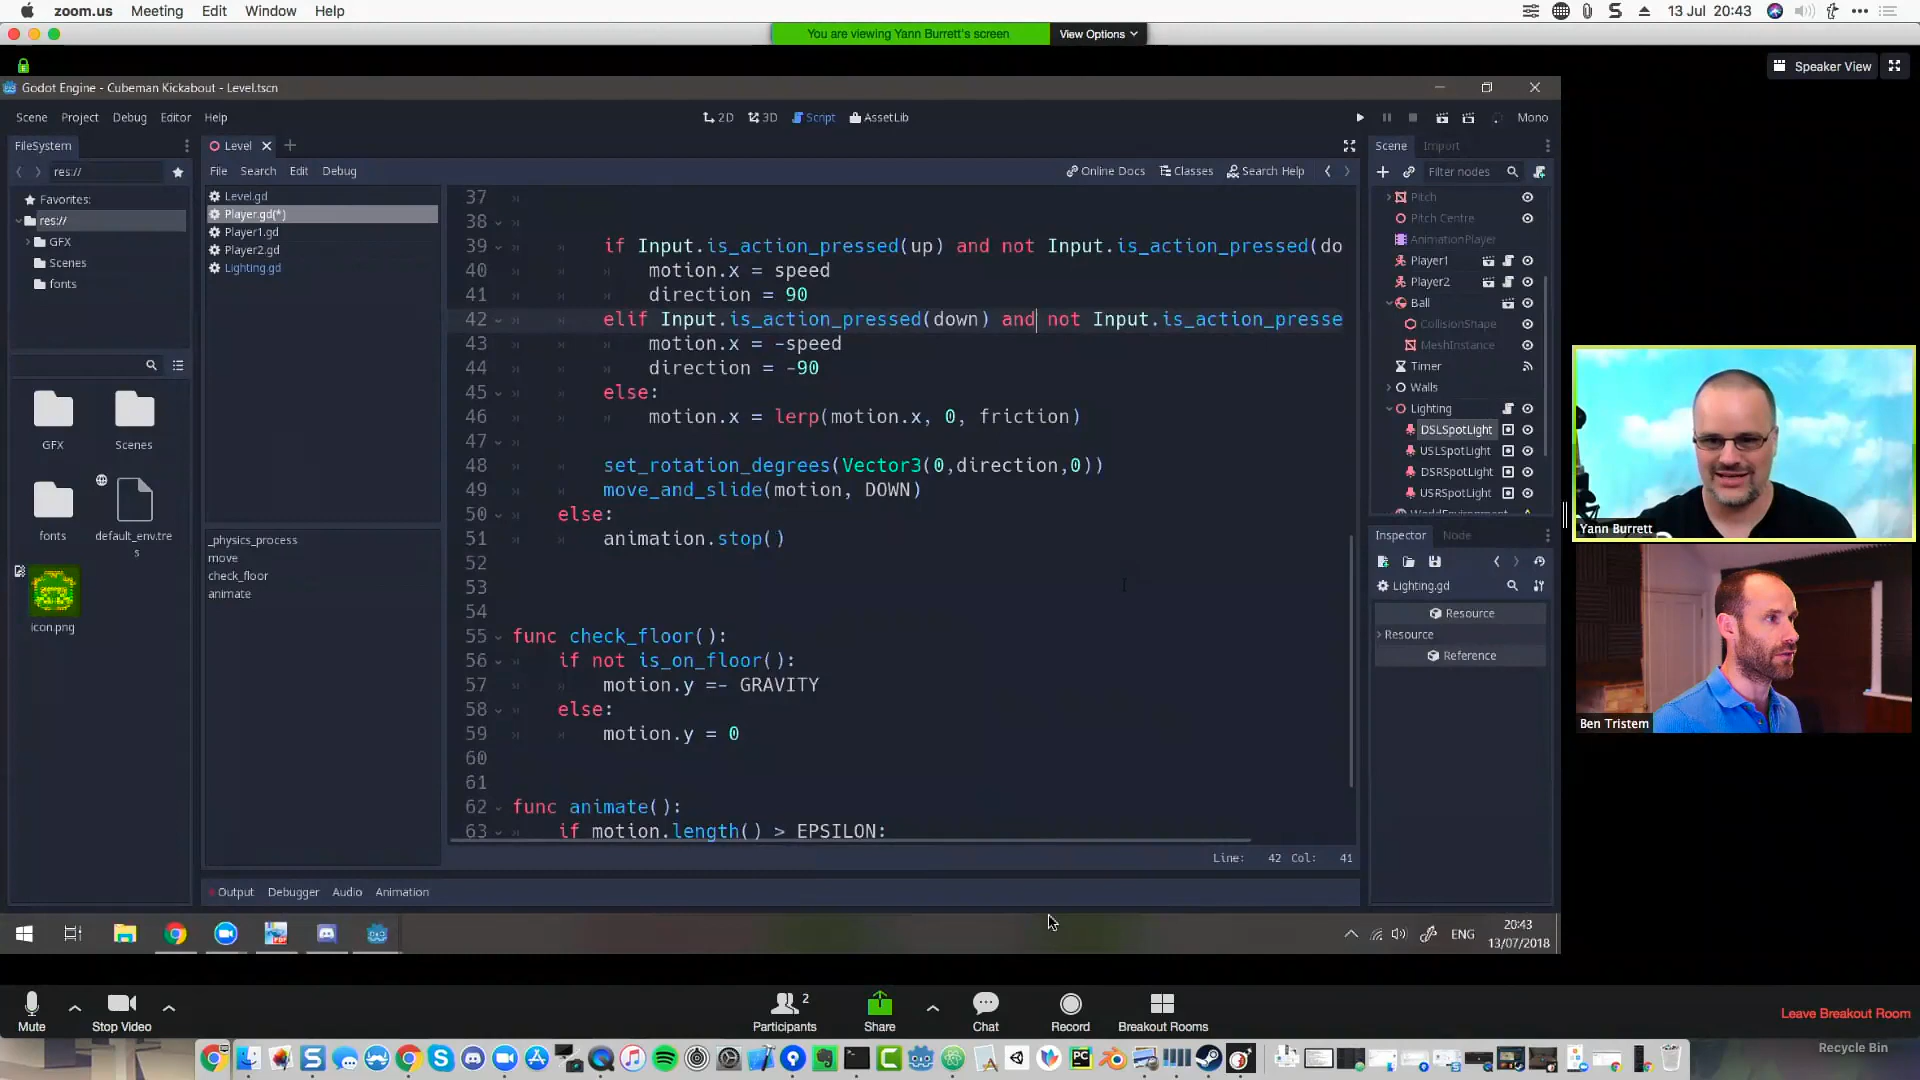 zoom.us Meeting Edit Window Help 13 Jul 20:43
You are viewing Yann Burrett's screen View Options
Speaker View
Godot Engine - Cubeman Kickabout - Level.tscn
Scene Project Debug Editor Help 2D 3D Script AssetLib Mono
FileSystem Level Scene Import
res:// File Search Edit Debug Online Docs Classes Search Help Filter nodes
Favorites:
res://
GFX
Scenes
fonts
GFX
Scenes
fonts
default_env.tre
s
icon.png
Level.gd
Player.gd(*)
Player1.gd
Player2.gd
Lighting.gd
_physics_process
move
check_floor
animate
37
38
39 if Input.is_action_pressed(up) and not Input.is_action_pressed(do
40 motion.x = speed
41 direction = 90
42 elif Input.is_action_pressed(down) and not Input.is_action_presse
43 motion.x = -speed
44 direction = -90
45 else:
46 motion.x = lerp(motion.x, 0, friction)
47
48 set_rotation_degrees(Vector3(0,direction,0))
49 move_and_slide(motion, DOWN)
50 else:
51 animation.stop()
52
53
54
55 func check_floor():
56 if not is_on_floor():
57 motion.y =- GRAVITY
58 else:
59 motion.y = 0
60
61
62 func animate():
63 if motion.length() > EPSILON:
Line: 42 Col: 41
Output Debugger Audio Animation
Pitch
Pitch Centre
AnimationPlayer
Player1
Player2
Ball
CollisionShape
MeshInstance
Timer
Walls
Lighting
DSLSpotLight
USLSpotLight
DSRSpotLight
USRSpotLight
Inspector Node
Lighting.gd
Resource
Resource
Reference
Yann Burrett
Ben Tristem
ENG
20:43
13/07/2018
Mute Stop Video Participants 2 Share Chat Record Breakout Rooms
Leave Breakout Room
Recycle Bin